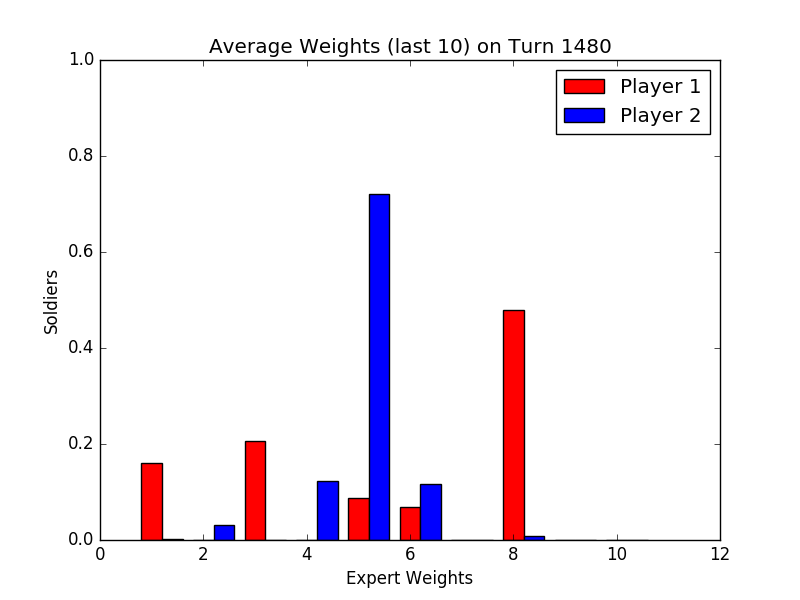 Average Weights (last 10) on Turn 1480
Player 1
Player 2
1.0
0.8
0.6
0.4
0.2
0.0
Soldiers
0 2 4 6 8 10 12
Expert Weights